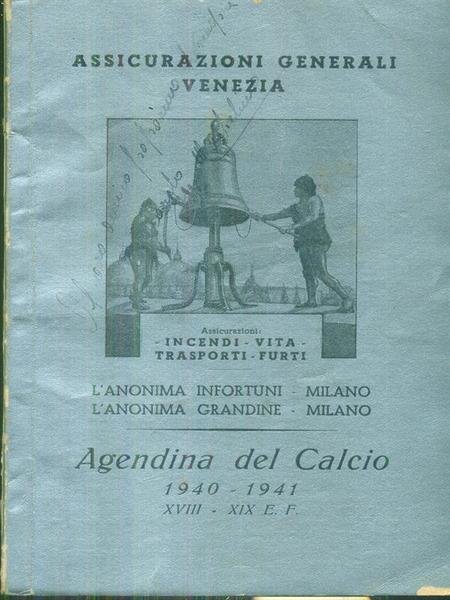 ASSICURAZIONI GENERALI
VENEZIA
Assicurazioni:
- INCENDI - VITA -
TRASPORTI - FURTI
L'ANONIMA INFORTUNI - MILANO
L'ANONIMA GRANDINE - MILANO
Agendina del Calcio
1940 - 1941
XVIII - XIX E. F.